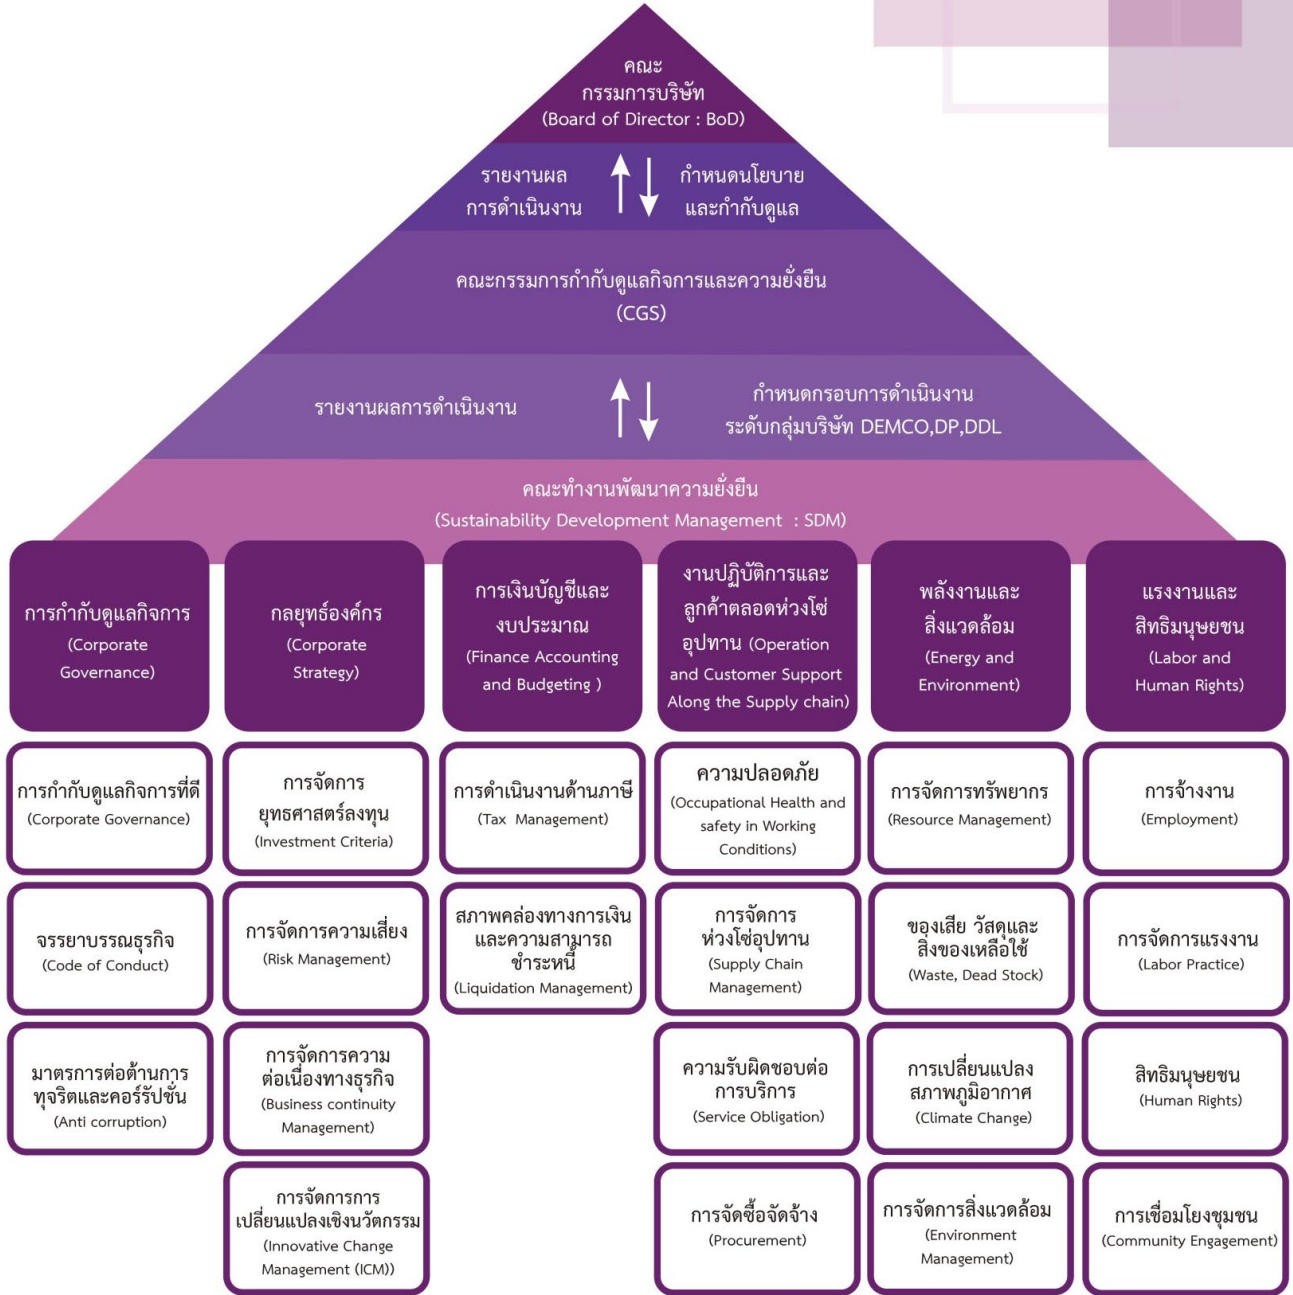 คณะ
กรรมการบริษัท
(Board of Director : BoD)
รายงานผล
การดำเนินงาน
กำหนดนโยบาย
และกำกับดูแล
คณะกรรมการกำกับดูแลกิจการและความยั่งยืน
(CGS)
รายงานผลการดำเนินงาน
กำหนดกรอบการดำเนินงาน
ระดับกลุ่มบริษัท DEMCO,DP,DDL
คณะทำงานพัฒนาความยั่งยืน
(Sustainability Development Management : SDM)
การกำกับดูแลกิจการ
(Corporate
Governance)
กลยุทธ์องค์กร
(Corporate
Strategy)
การเงินบัญชีและ
งบประมาณ
(Finance Accounting
and Budgeting )
งานปฏิบัติการและ
ลูกค้าตลอดห่วงโซ่
อุปทาน (Operation
and Customer Support
Along the Supply chain)
พลังงานและ
สิ่งแวดล้อม
(Energy and
Environment)
แรงงานและ
สิทธิมนุษยชน
(Labor and
Human Rights)
การกำกับดูแลกิจการที่ดี
(Corporate Governance)
การจัดการ
ยุทธศาสตร์ลงทุน
(Investment Criteria)
การดำเนินงานด้านภาษี
(Tax Management)
ความปลอดภัย
(Occupational Health and
safety in Working
Conditions)
การจัดการทรัพยากร
(Resource Management)
การจ้างงาน
(Employment)
จรรยาบรรณธุรกิจ
(Code of Conduct)
การจัดการความเสี่ยง
(Risk Management)
สภาพคล่องทางการเงิน
และความสามารถ
ชำระหนี้
(Liquidation Management)
การจัดการ
ห่วงโซ่อุปทาน
(Supply Chain
Management)
ของเสีย วัสดุและ
สิ่งของเหลือใช้
(Waste, Dead Stock)
การจัดการแรงงาน
(Labor Practice)
มาตรการต่อต้านการ
ทุจริตและคอร์รัปชั่น
(Anti corruption)
การจัดการความ
ต่อเนื่องทางธุรกิจ
(Business continuity
Management)
ความรับผิดชอบต่อ
การบริการ
(Service Obligation)
การเปลี่ยนแปลง
สภาพภูมิอากาศ
(Climate Change)
สิทธิมนุษยชน
(Human Rights)
การจัดการการ
เปลี่ยนแปลงเชิงนวัตกรรม
(Innovative Change
Management (ICM))
การจัดซื้อจัดจ้าง
(Procurement)
การจัดการสิ่งแวดล้อม
(Environment
Management)
การเชื่อมโยงชุมชน
(Community Engagement)